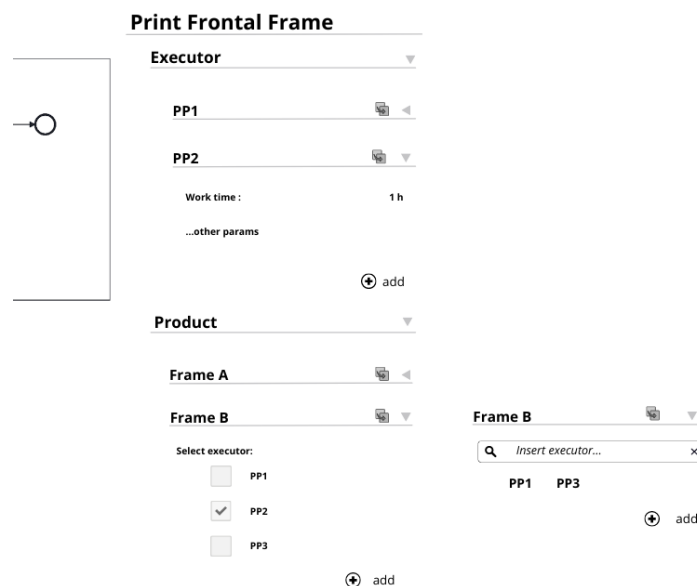 Print Frontal Frame
Executor
PP1
PP2
Work time : 1 h
...other params
add
Product
Frame A
Frame B
Select executor:
PP1
PP2
PP3
add
Frame B
Insert executor...
PP1 PP3
add